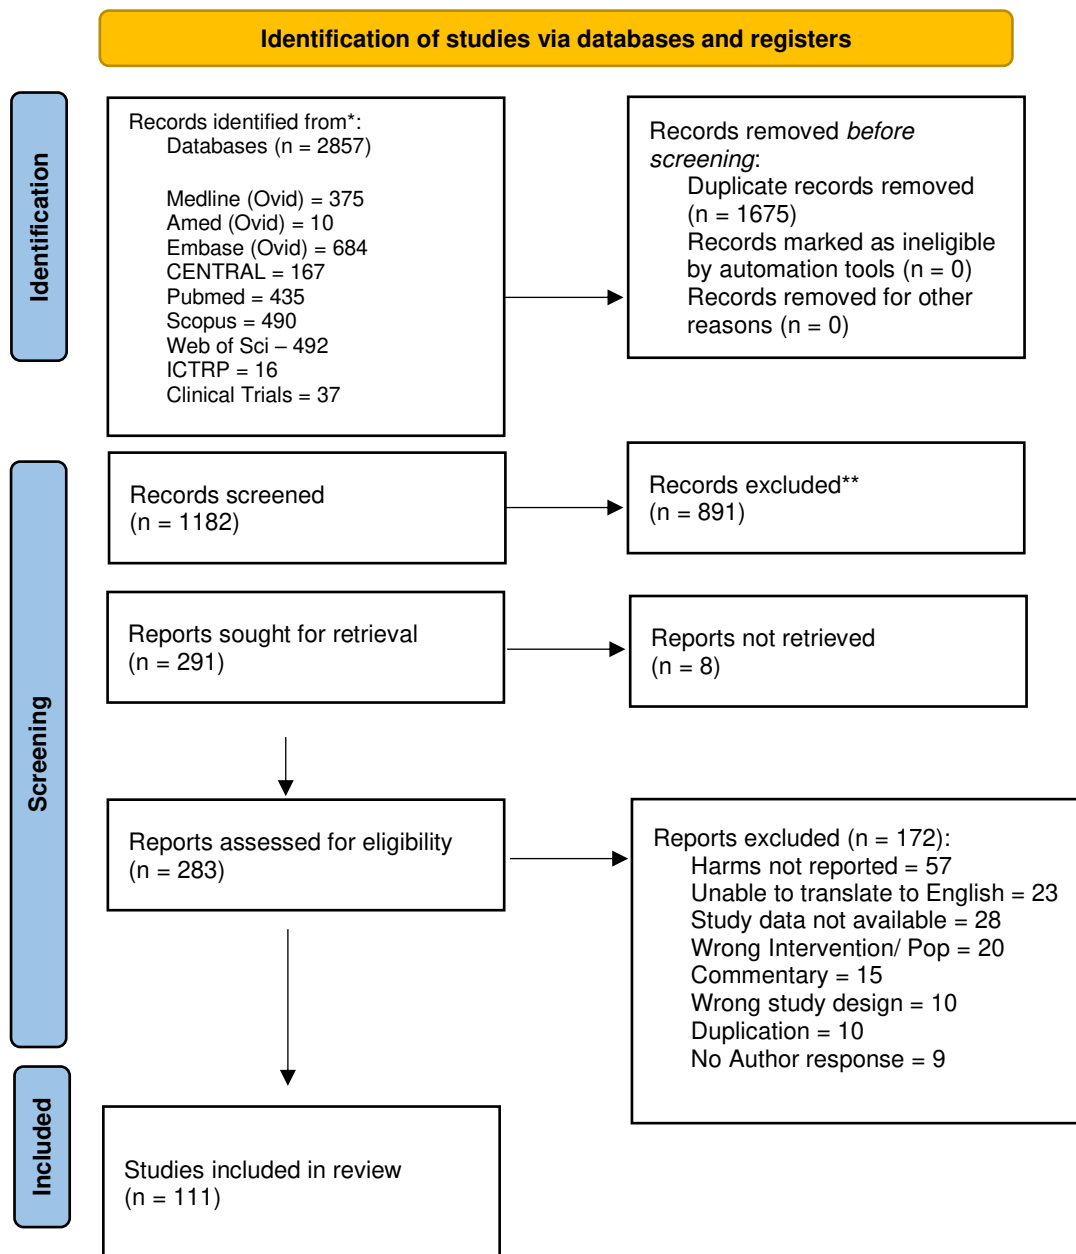 Identification of studies via databases and registers
Identification
Records identified from*:
Databases (n = 2857)
Medline (Ovid) = 375
Amed (Ovid) = 10
Embase (Ovid) = 684
CENTRAL = 167
Pubmed = 435
Scopus = 490
Web of Sci – 492
ICTRP = 16
Clinical Trials = 37
Records removed before
screening:
Duplicate records removed
(n = 1675)
Records marked as ineligible
by automation tools (n = 0)
Records removed for other
reasons (n = 0)
Screening
Records screened
(n = 1182)
Records excluded**
(n = 891)
Reports sought for retrieval
(n = 291)
Reports not retrieved
(n = 8)
Reports assessed for eligibility
(n = 283)
Reports excluded (n = 172):
Harms not reported = 57
Unable to translate to English = 23
Study data not available = 28
Wrong Intervention/ Pop = 20
Commentary = 15
Wrong study design = 10
Duplication = 10
No Author response = 9
Included
Studies included in review
(n = 111)